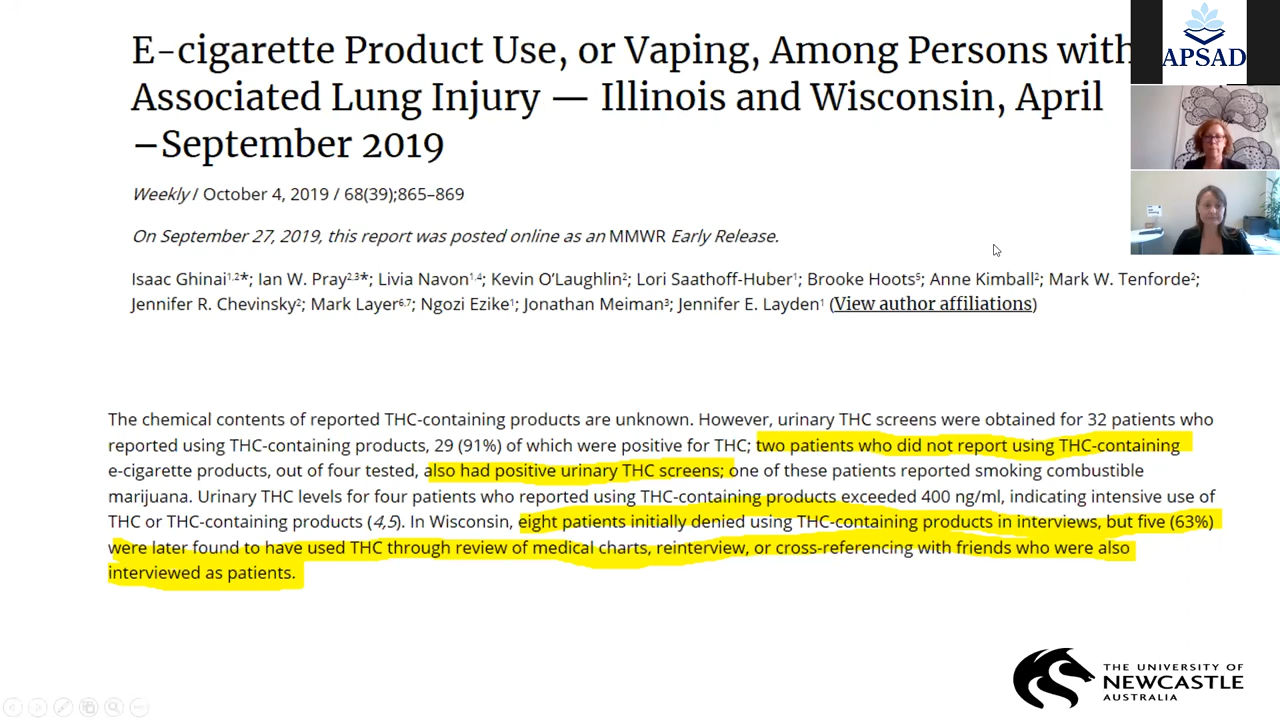 E-cigarette Product Use, or Vaping, Among Persons with
Associated Lung Injury — Illinois and Wisconsin, April
–September 2019
APSAD
Weekly / October 4, 2019 / 68(39);865–869
On September 27, 2019, this report was posted online as an MMWR Early Release.
Isaac Ghinai1,2*; Ian W. Pray2,3*; Livia Navon1,4; Kevin O'Laughlin2; Lori Saathoff-Huber1; Brooke Hoots5; Anne Kimball2; Mark W. Tenforde2;
Jennifer R. Chevinsky2; Mark Layer6,7; Ngozi Ezike1; Jonathan Meiman3; Jennifer E. Layden1 (View author affiliations)
The chemical contents of reported THC-containing products are unknown. However, urinary THC screens were obtained for 32 patients who
reported using THC-containing products, 29 (91%) of which were positive for THC; two patients who did not report using THC-containing
e-cigarette products, out of four tested, also had positive urinary THC screens; one of these patients reported smoking combustible
marijuana. Urinary THC levels for four patients who reported using THC-containing products exceeded 400 ng/ml, indicating intensive use of
THC or THC-containing products (4,5). In Wisconsin, eight patients initially denied using THC-containing products in interviews, but five (63%)
were later found to have used THC through review of medical charts, reinterview, or cross-referencing with friends who were also
interviewed as patients.
THE UNIVERSITY OF
NEWCASTLE
AUSTRALIA